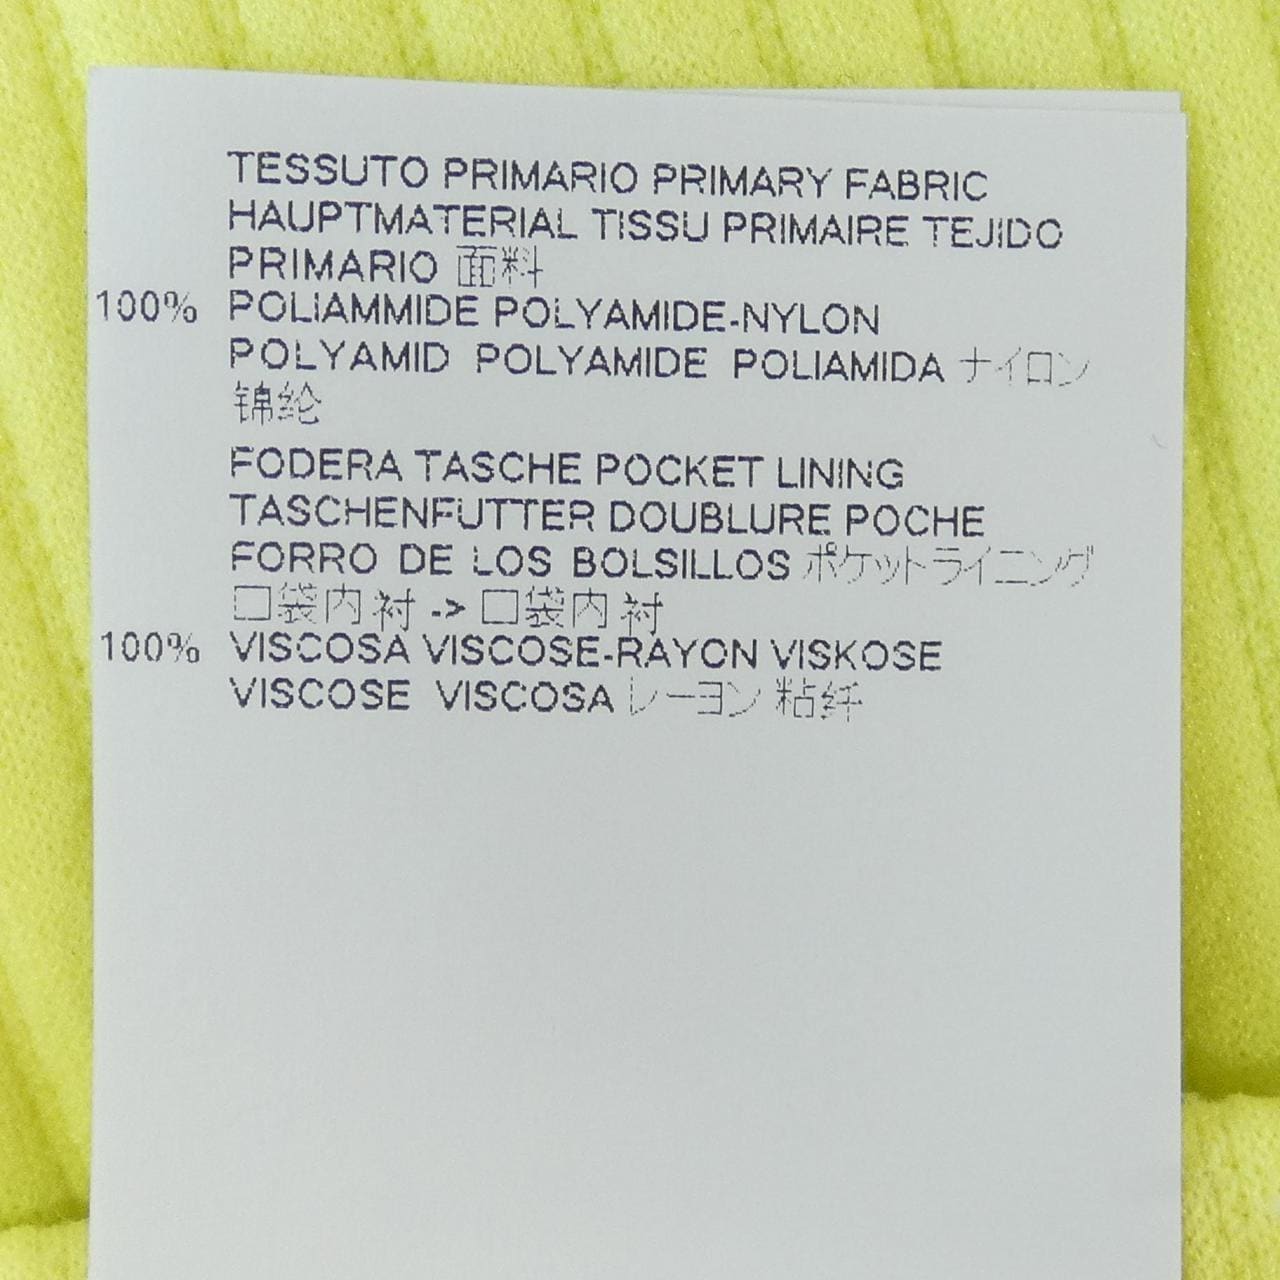 TESSUTO PRIMARIO PRIMARY FABRIC
HAUPTMATERIAL TISSU PRIMAIRE TEJIDO
PRIMARIO 面料
100% POLIAMMIDE POLYAMIDE-NYLON
POLYAMID POLYAMIDE POLIAMIDA ナイロン
锦纶
FODERA TASCHE POCKET LINING
TASCHENFUTTER DOUBLURE POCHE
FORRO DE LOS BOLSILLOS ポケットライニング
口袋内衬 -> 口袋内衬
100% VISCOSA VISCOSE-RAYON VISKOSE
VISCOSE VISCOSA レーヨン 粘纤